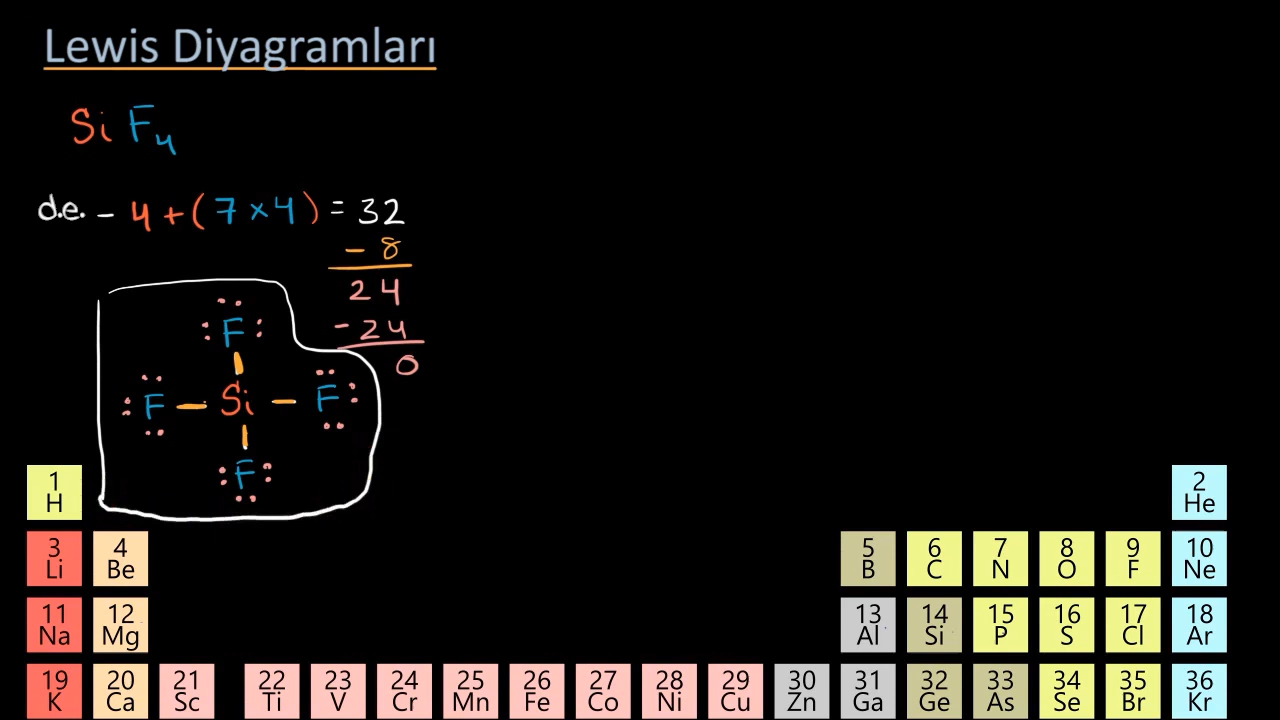 Lewis Diyagramları
SiF4
d.e. - 4 + (7 × 4) = 32
- 8
24
- 24
0
F
F - Si - F
F
1 2
H He
3 4 5 6 7 8 9 10
Li Be B C N O F Ne
11 12 13 14 15 16 17 18
Na Mg Al Si P S Cl Ar
19 20 21 22 23 24 25 26 27 28 29 30 31 32 33 34 35 36
K Ca Sc Ti V Cr Mn Fe Co Ni Cu Zn Ga Ge As Se Br Kr